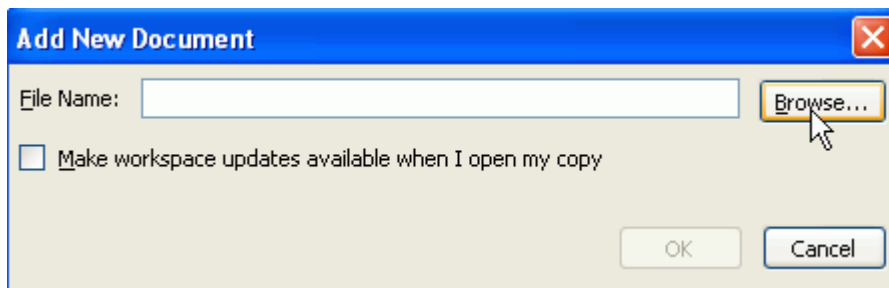 Add New Document
File Name:
Browse...
Make workspace updates available when I open my copy
OK
Cancel